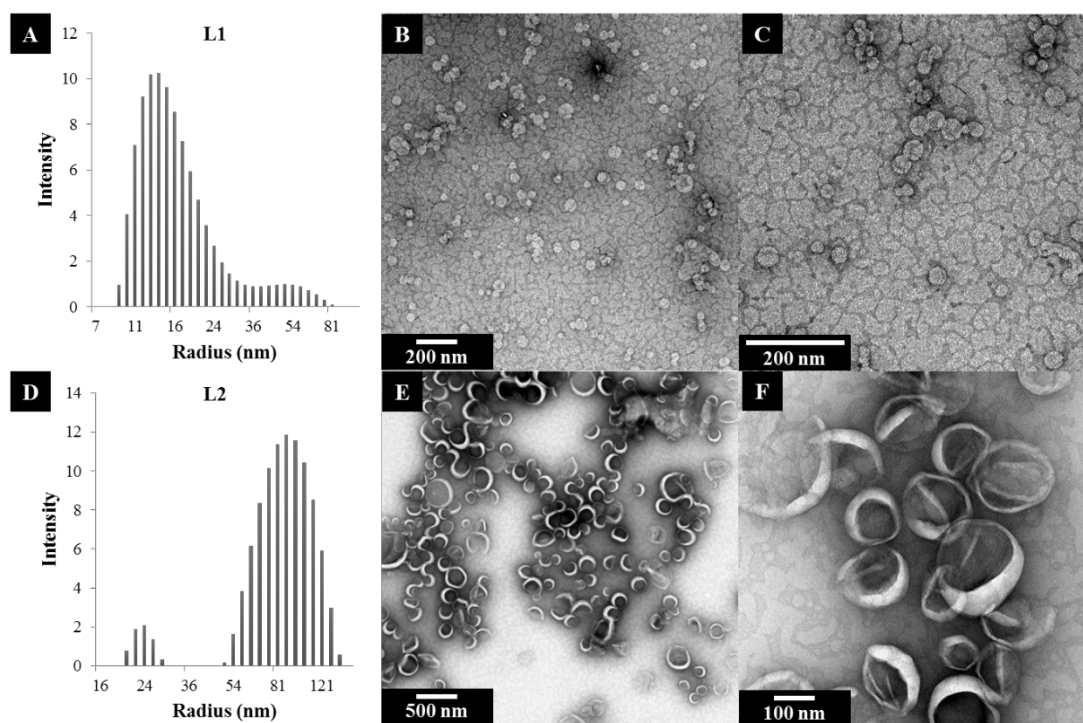 A
L1
12
10
8
6
4
2
0
Intensity
7 11 16 24 36 54 81
Radius (nm)
B
200 nm
C
200 nm
D
L2
14
12
10
8
6
4
2
0
Intensity
16 24 36 54 81 121
Radius (nm)
E
500 nm
F
100 nm